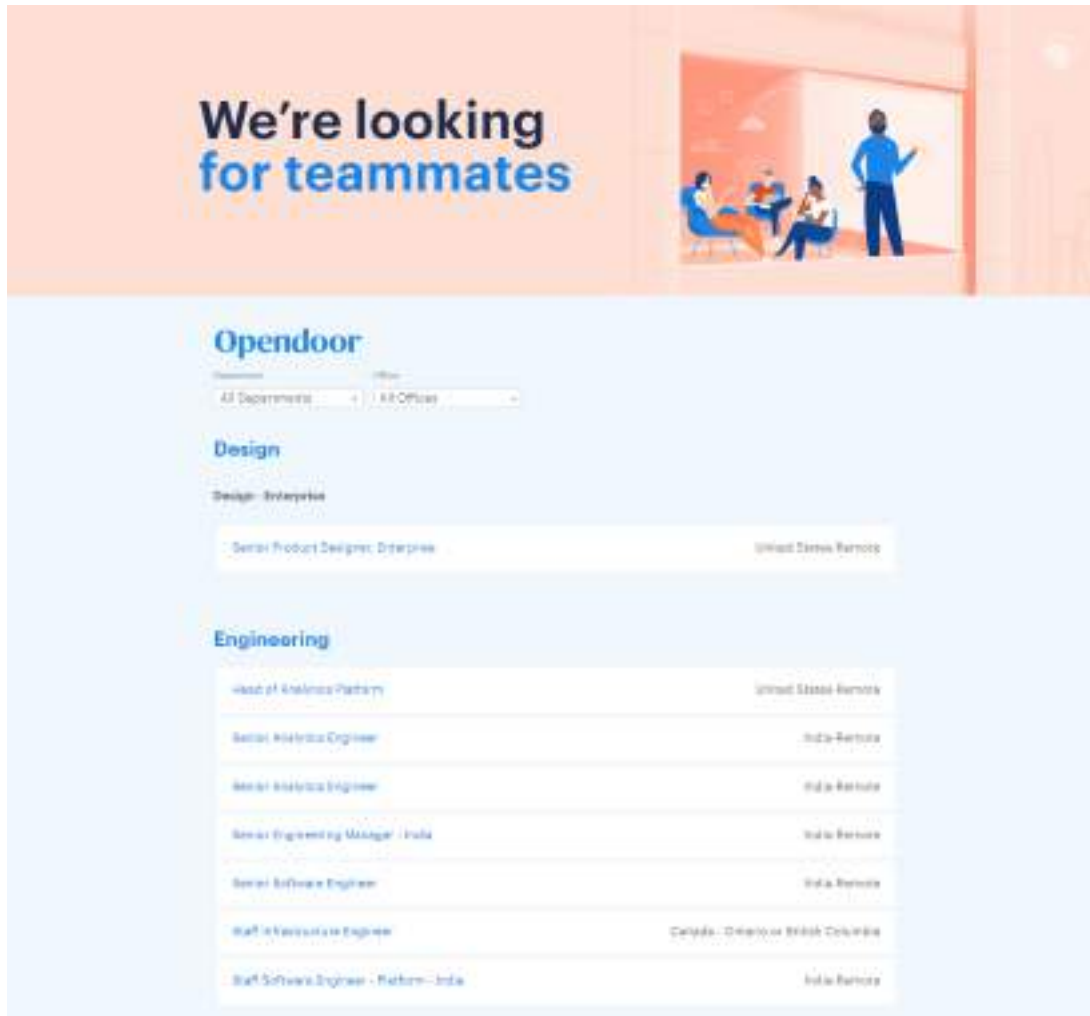 We're looking
for teammates
Opendoor
Department Office
All Departments All Offices
Design
Design - Enterprise
Senior Product Designer, Enterprise United States Remote
Engineering
Head of Analytics Platform United States Remote
Senior Analytics Engineer India-Remote
Senior Analytics Engineer India-Remote
Senior Engineering Manager - India India-Remote
Senior Software Engineer India-Remote
Staff Infrastructure Engineer Canada - Ontario or British Columbia
Staff Software Engineer - Platform - India India-Remote